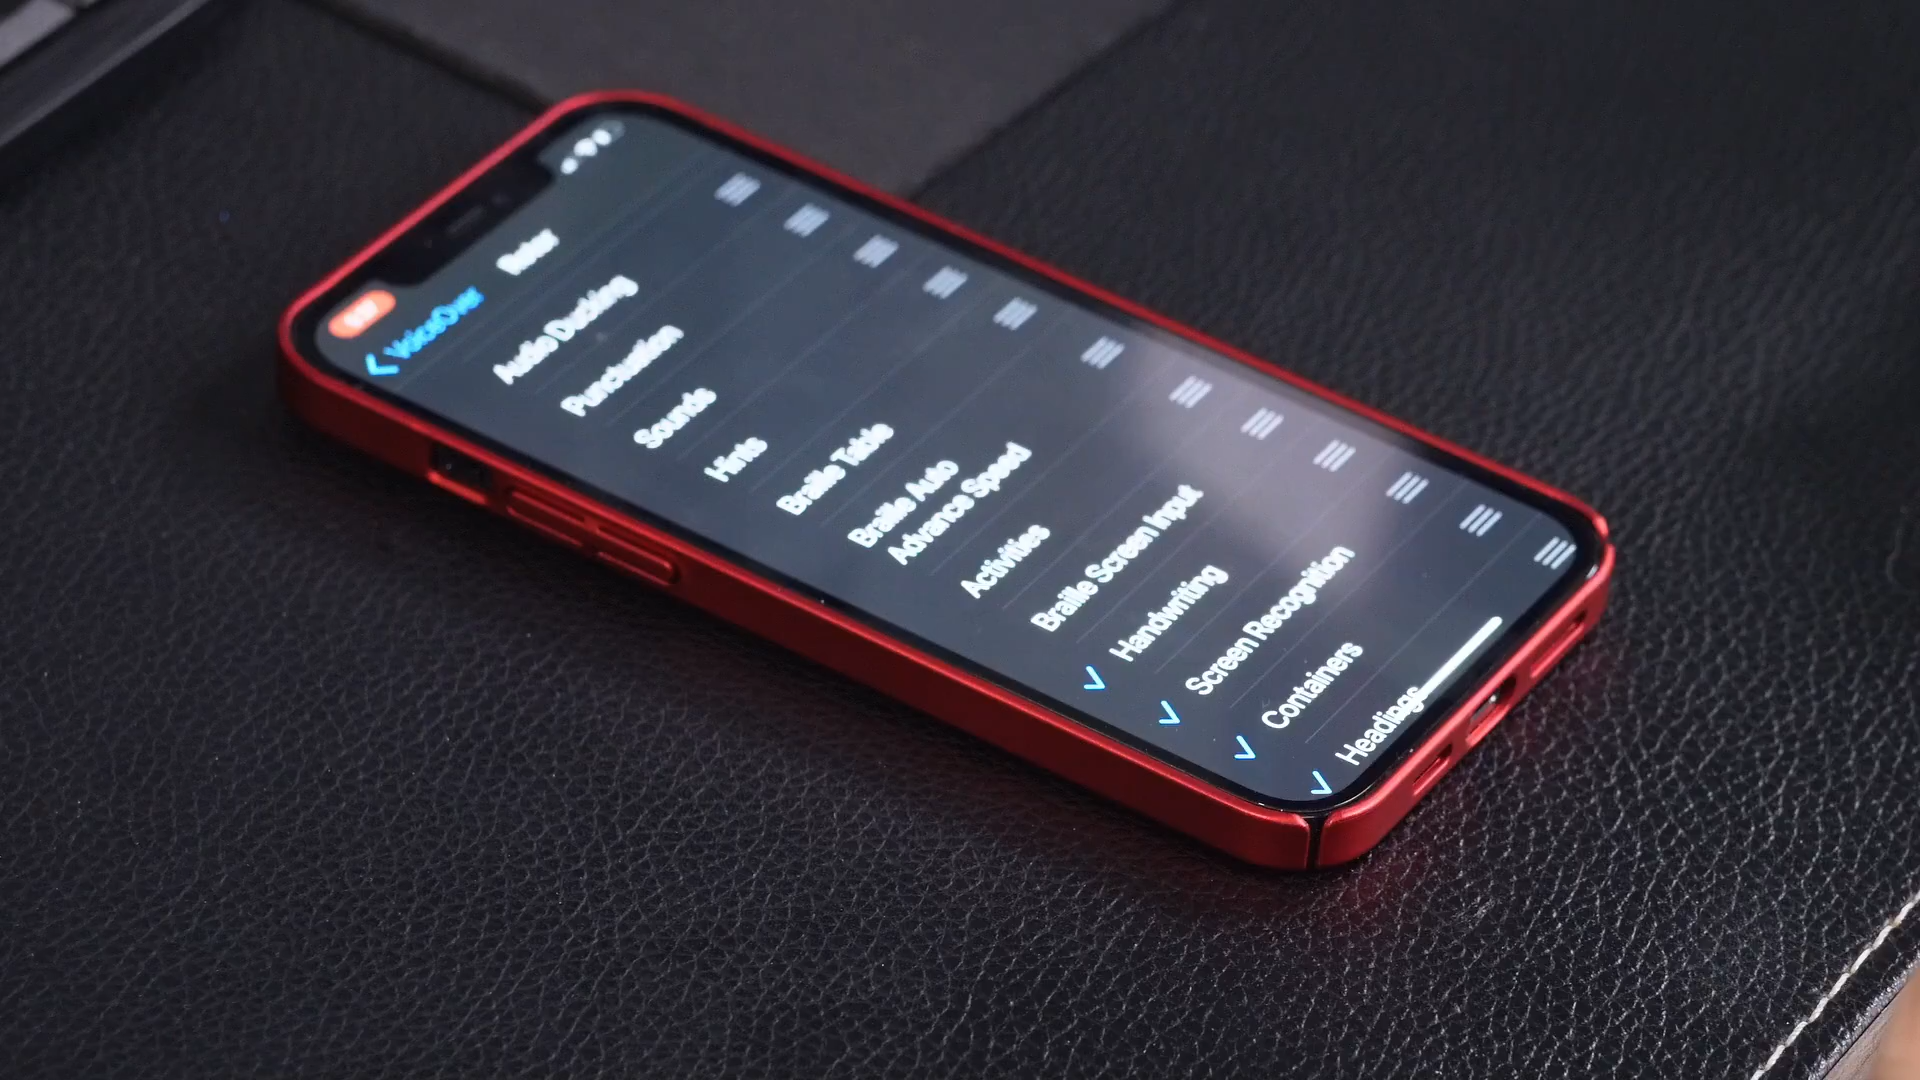 VoiceOver
Rotor
Audio Ducking
Punctuation
Sounds
Hints
Braille Table
Braille Auto
Advance Speed
Activities
Braille Screen Input
Handwriting
Screen Recognition
Containers
Headings